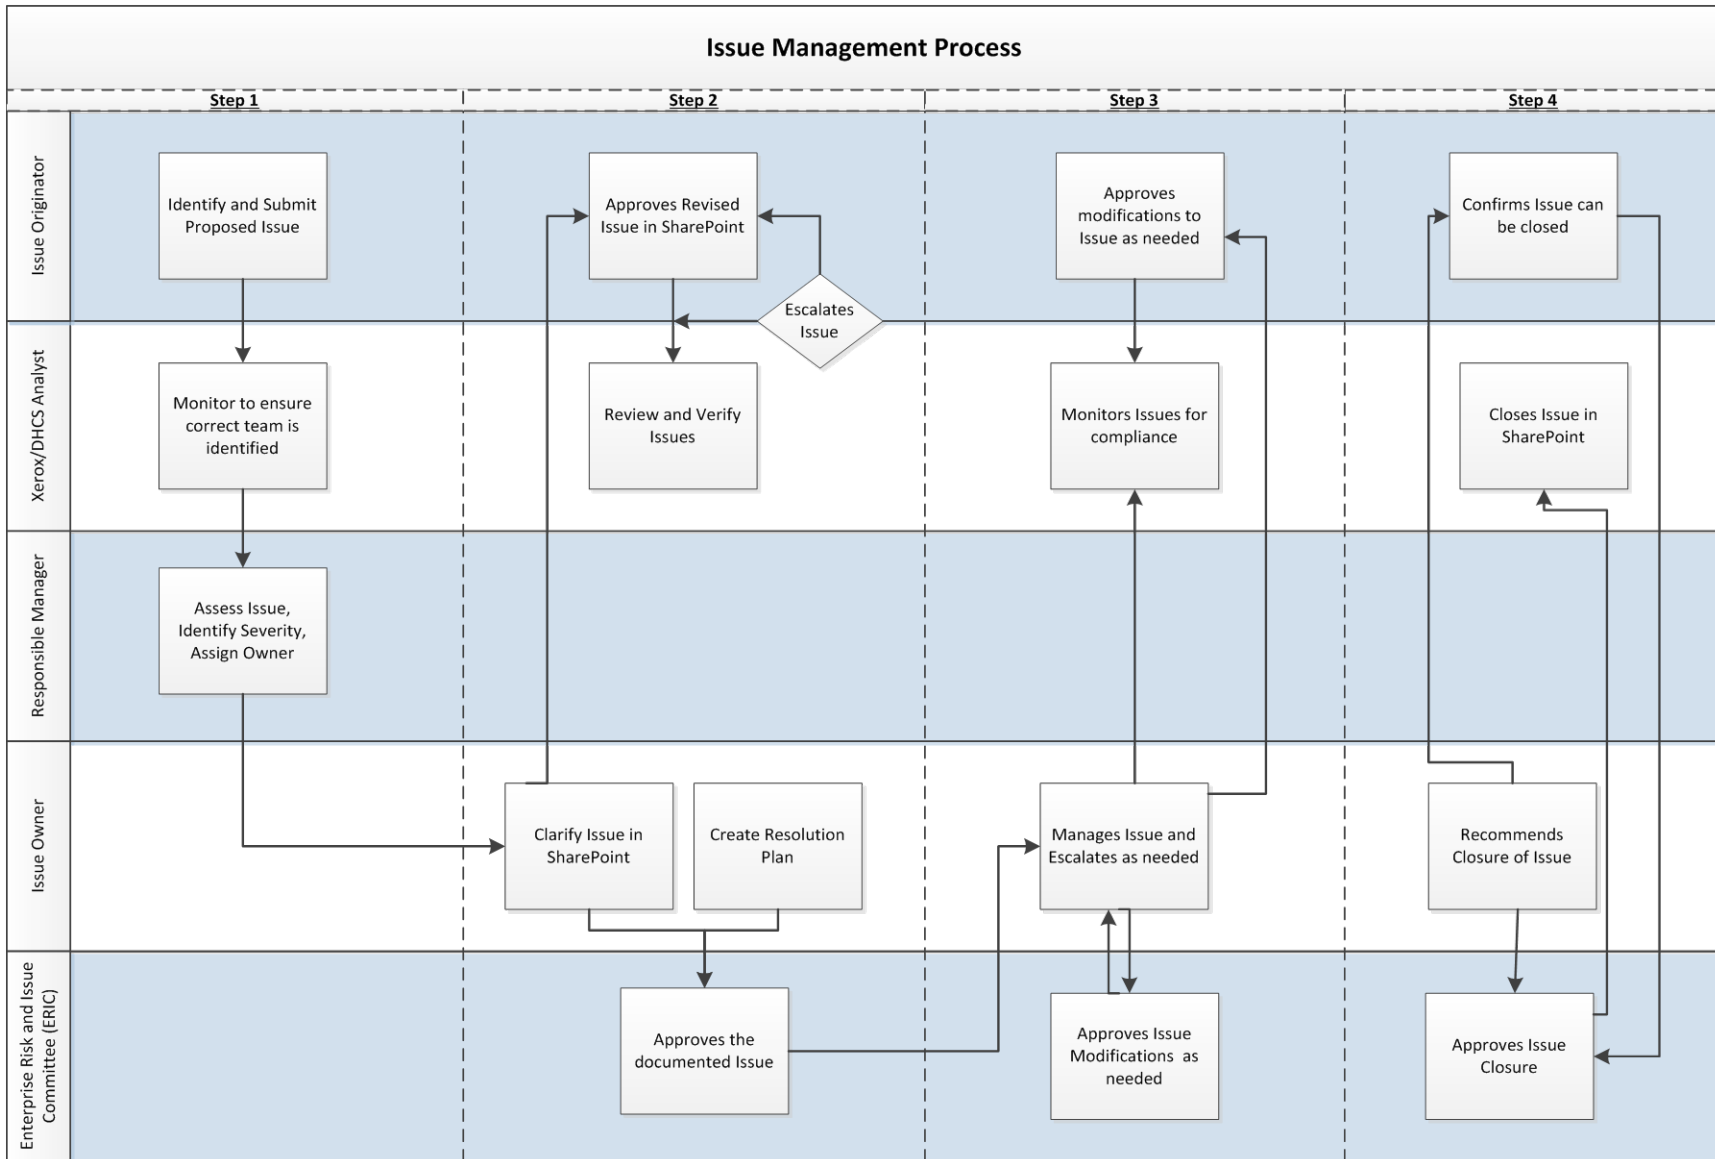 Issue Management Process
Step 1
Step 2
Step 3
Step 4
Issue Originator
Identify and Submit
Proposed Issue
Approves Revised
Issue in SharePoint
Escalates
Issue
Approves
modifications to
Issue as needed
Confirms Issue can
be closed
Xerox/DHCS Analyst
Monitor to ensure
correct team is
identified
Review and Verify
Issues
Monitors Issues for
compliance
Closes Issue in
SharePoint
Responsible Manager
Assess Issue,
Identify Severity,
Assign Owner
Issue Owner
Clarify Issue in
SharePoint
Create Resolution
Plan
Manages Issue and
Escalates as needed
Recommends
Closure of Issue
Enterprise Risk and Issue
Committee (ERIC)
Approves the
documented Issue
Approves Issue
Modifications as
needed
Approves Issue
Closure